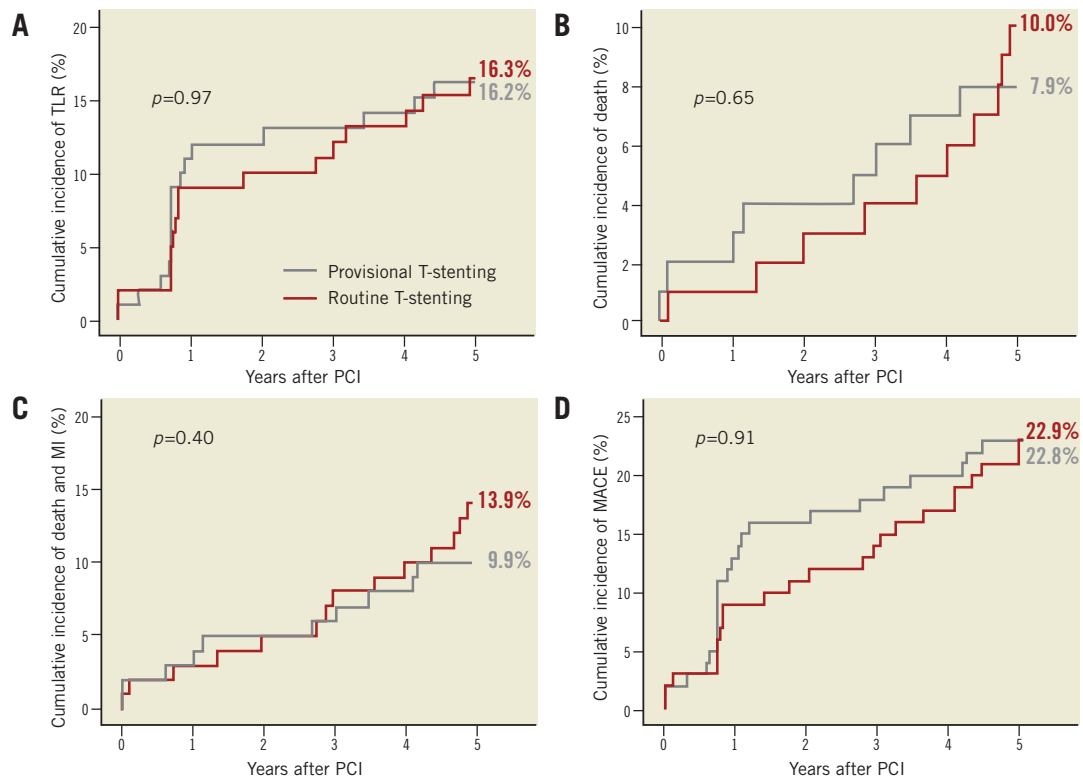 A
Cumulative incidence of TLR (%)
20
15
10
5
0
p=0.97
16.3%
16.2%
Provisional T-stenting
Routine T-stenting
0 1 2 3 4 5
Years after PCI
B
Cumulative incidence of death (%)
10
8
6
4
2
0
p=0.65
10.0%
7.9%
0 1 2 3 4 5
Years after PCI
C
Cumulative incidence of death and MI (%)
20
15
10
5
0
p=0.40
13.9%
9.9%
0 1 2 3 4 5
Years after PCI
D
Cumulative incidence of MACE (%)
25
20
15
10
5
0
p=0.91
22.9%
22.8%
0 1 2 3 4 5
Years after PCI